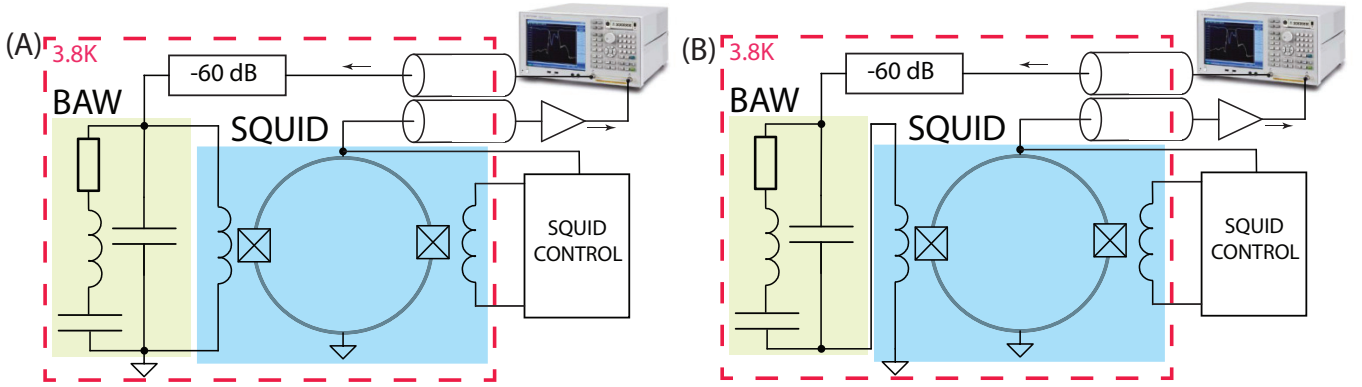 (A)
3.8K
-60 dB
BAW
SQUID
SQUID
CONTROL
(B)
3.8K
-60 dB
BAW
SQUID
SQUID
CONTROL